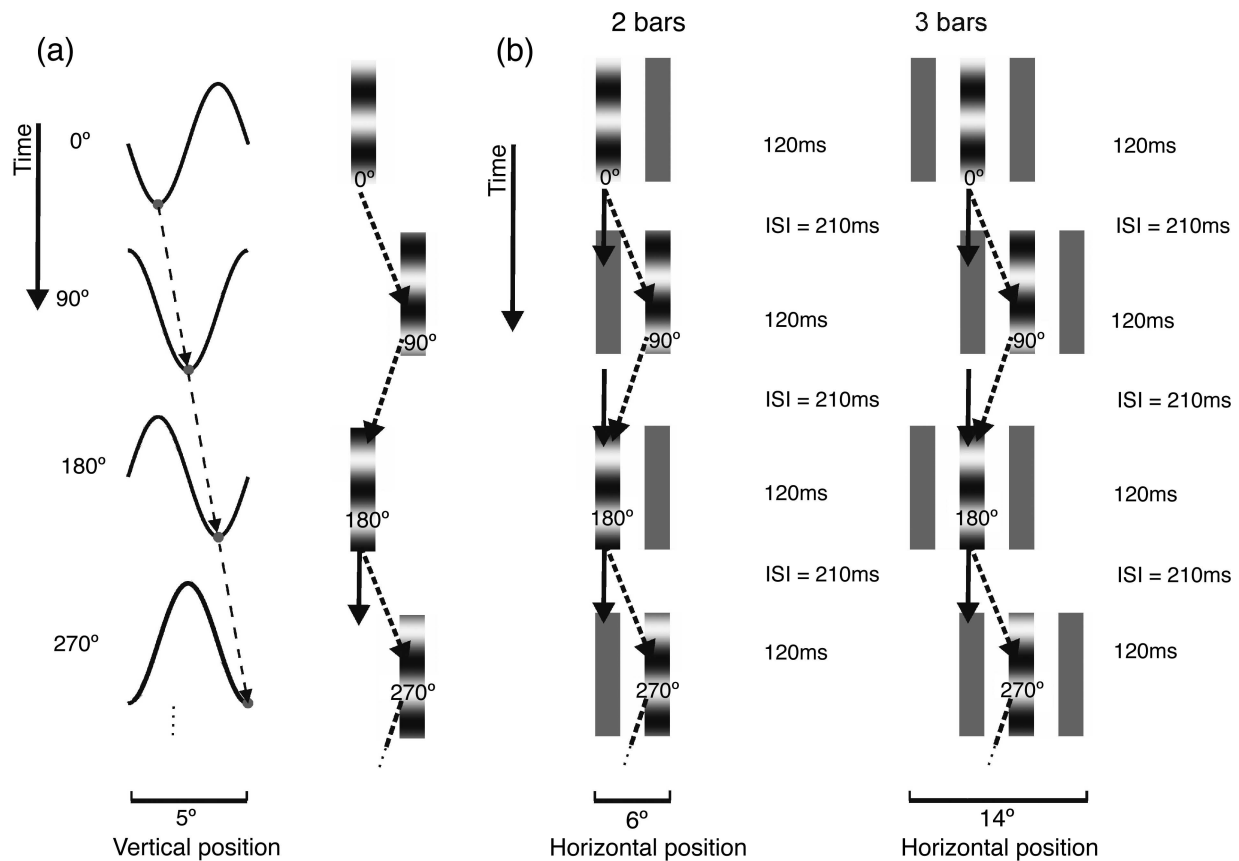 (a)
Time
0º
90º
180º
270º
5º
Vertical position
0º
90º
180º
270º
(b)
Time
2 bars
0º
120ms
ISI = 210ms
90º
120ms
ISI = 210ms
180º
120ms
ISI = 210ms
270º
120ms
6º
Horizontal position
3 bars
0º
120ms
ISI = 210ms
90º
120ms
ISI = 210ms
180º
120ms
ISI = 210ms
270º
120ms
14º
Horizontal position